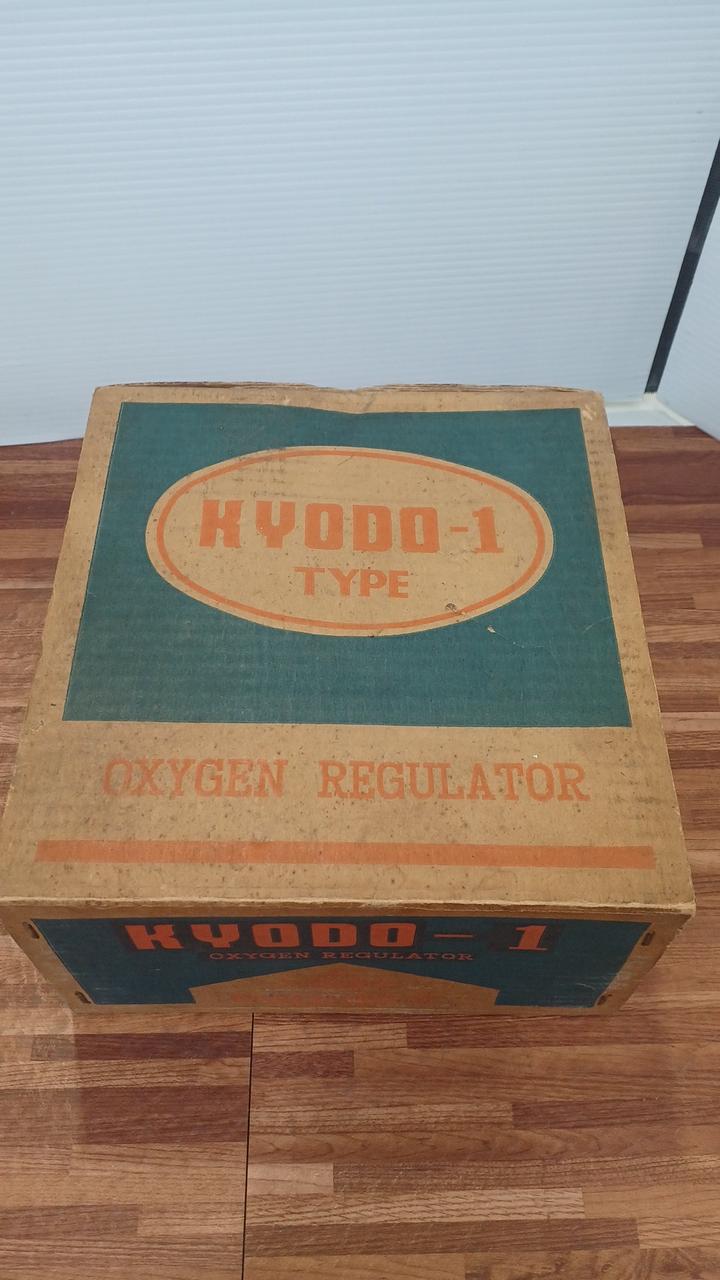 KYODO-1
TYPE
OXYGEN REGULATOR
KYODO-1
OXYGEN REGULATOR